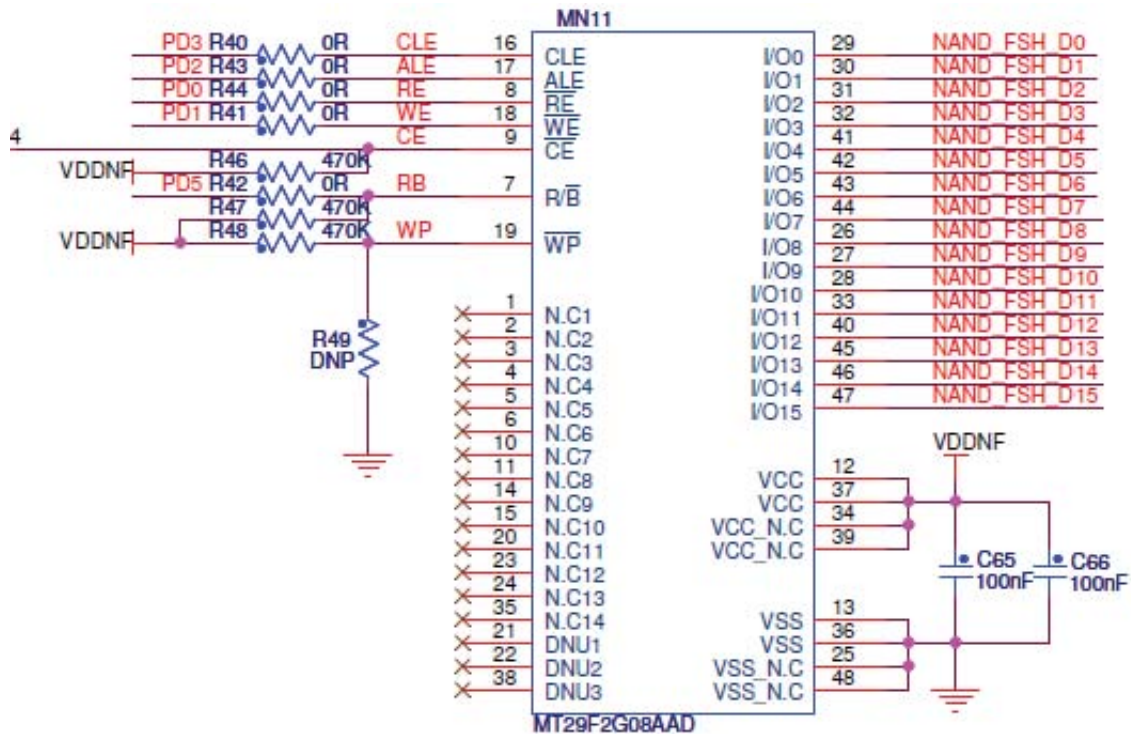 MN11
PD3 R40 0R CLE 16 CLE I/O0 29 NAND_FSH_D0
PD2 R43 0R ALE 17 ALE I/O1 30 NAND_FSH_D1
PD0 R44 0R RE 8 RE I/O2 31 NAND_FSH_D2
PD1 R41 0R WE 18 WE I/O3 32 NAND_FSH_D3
4 CE 9 CE I/O4 41 NAND_FSH_D4
VDDNF R46 470K I/O5 42 NAND_FSH_D5
PD5 R42 0R RB 7 R/B I/O6 43 NAND_FSH_D6
R47 470K I/O7 44 NAND_FSH_D7
VDDNF R48 470K WP 19 WP I/O8 26 NAND_FSH_D8
I/O9 27 NAND_FSH_D9
I/O10 28 NAND_FSH_D10
1 N.C1 I/O11 33 NAND_FSH_D11
2 N.C2 I/O12 40 NAND_FSH_D12
R49
DNP
3 N.C3 I/O13 45 NAND_FSH_D13
4 N.C4 I/O14 46 NAND_FSH_D14
5 N.C5 I/O15 47 NAND_FSH_D15
6 N.C6
VDDNF
10 N.C7
11 N.C8 VCC 12
14 N.C9 VCC 37
15 N.C10 VCC_N.C 34
20 N.C11 VCC_N.C 39
C65
100nF
C66
100nF
23 N.C12
24 N.C13
35 N.C14 VSS 13
21 DNU1 VSS 36
22 DNU2 VSS_N.C 25
38 DNU3 VSS_N.C 48
MT29F2G08AAD